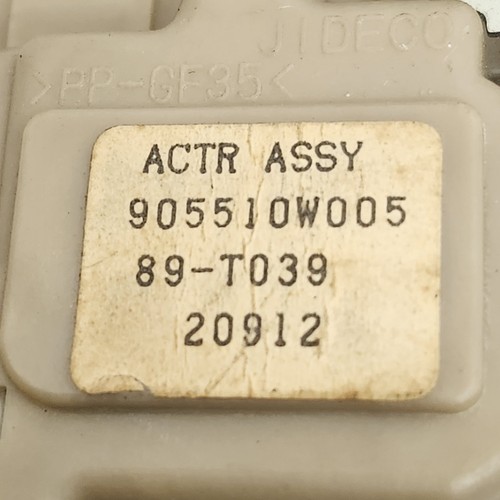 JIDECO
>PP-GF35<
ACTR ASSY
905510W005
89-T039
20912